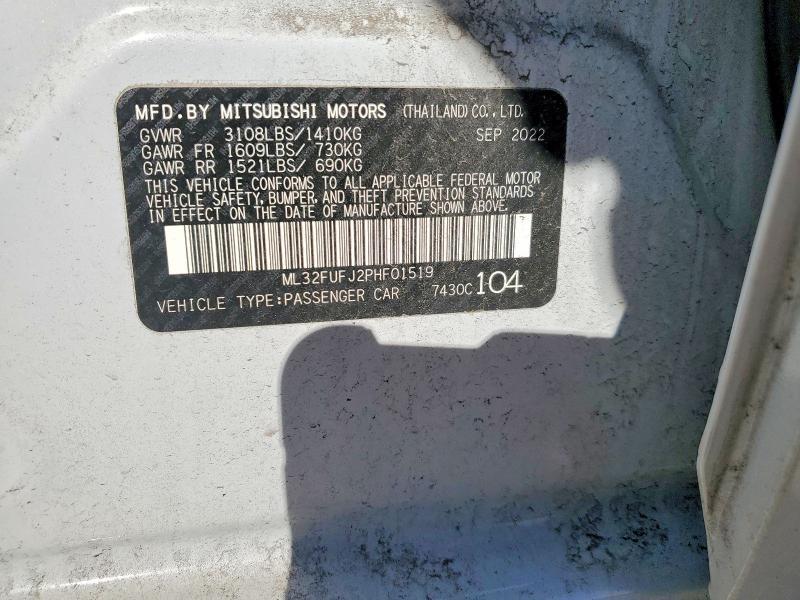 MFD.BY MITSUBISHI MOTORS (THAILAND) CO., LTD.
GVWR 3108LBS/1410KG SEP 2022
GAWR FR 1609LBS/ 730KG
GAWR RR 1521LBS/ 690KG
THIS VEHICLE CONFORMS TO ALL APPLICABLE FEDERAL MOTOR
VEHICLE SAFETY, BUMPER, AND THEFT PREVENTION STANDARDS
IN EFFECT ON THE DATE OF MANUFACTURE SHOWN ABOVE.
ML32FUFJ2PHF01519
VEHICLE TYPE:PASSENGER CAR 7430C 104